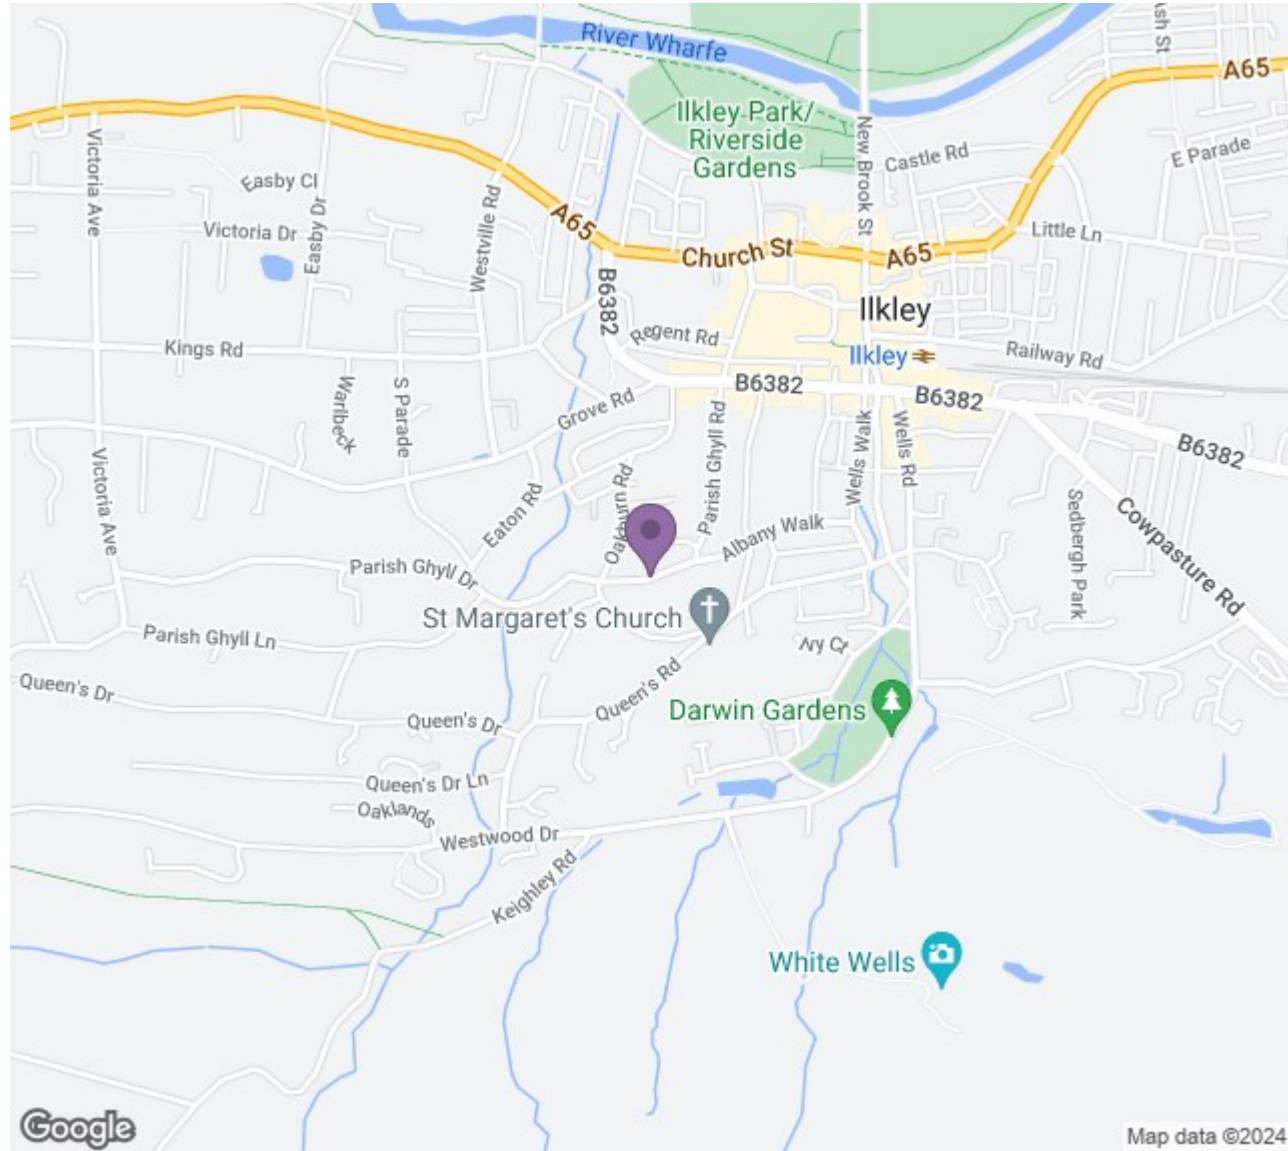 River Wharfe
Ash St
A65
Ilkley Park/
Riverside
Gardens
New Brook St
Castle Rd
E Parade
Victoria Ave
Easby Cl
Easby Dr
Westville Rd
A65
Victoria Dr
Church St
A65
Little Ln
B6382
Ilkley
Regent Rd
Kings Rd
Ilkley
Railway Rd
Warlbeck
S Parade
B6382
B6382
Grove Rd
Parish Ghyll Rd
Wells Walk
Wells Rd
B6382
Victoria Ave
Eaton Rd
Oakburn Rd
Albany Walk
Sedbergh Park
Cowpasture Rd
Parish Ghyll Dr
St Margaret's Church
Parish Ghyll Ln
Queen's Dr
Queen's Rd
Darwin Gardens
Queen's Dr
Queen's Dr Ln
Oaklands
Westwood Dr
Keighley Rd
White Wells
Google
Map data ©2024